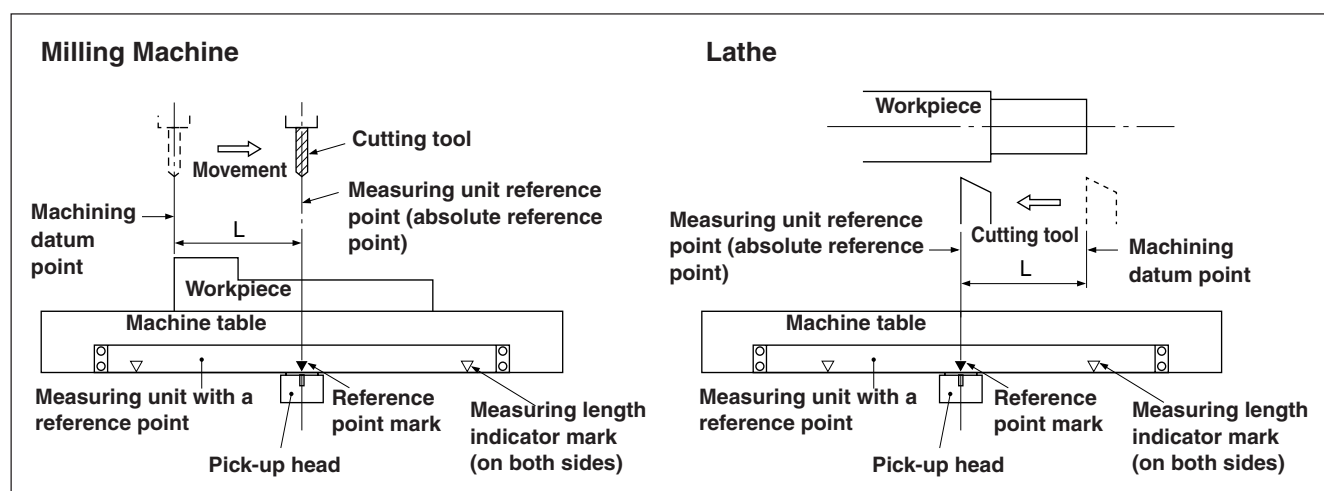 Milling Machine
Cutting tool
Movement
Measuring unit reference
point (absolute reference
point)
Machining
datum
point
L
Workpiece
Machine table
Measuring unit with a
reference point
Reference
point mark
Measuring length
indicator mark
(on both sides)
Pick-up head
Lathe
Workpiece
Measuring unit reference
point (absolute reference
point)
Cutting tool
L
Machining
datum point
Machine table
Measuring unit with a
reference point
Reference
point mark
Measuring length
indicator mark
(on both sides)
Pick-up head